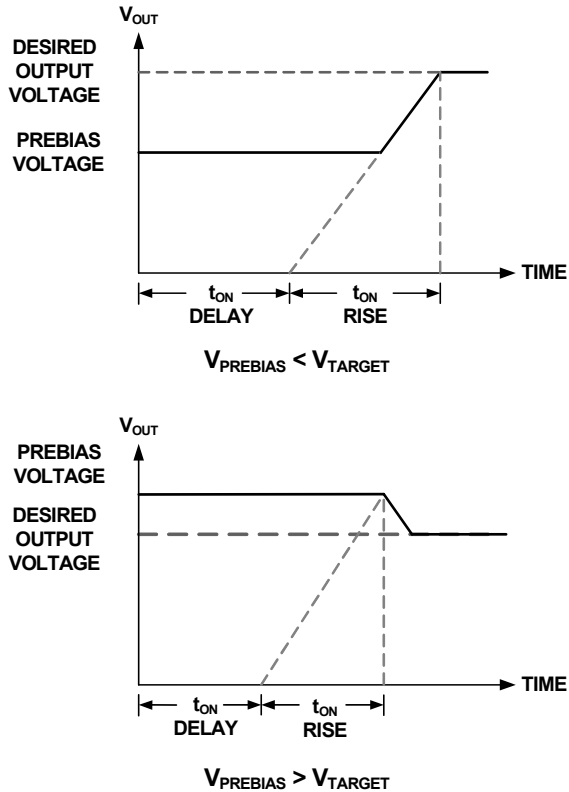 VOUT
DESIRED
OUTPUT
VOLTAGE
PREBIAS
VOLTAGE
TIME
tON
DELAY
tON
RISE
VPREBIAS < VTARGET
VOUT
PREBIAS
VOLTAGE
DESIRED
OUTPUT
VOLTAGE
TIME
tON
DELAY
tON
RISE
VPREBIAS > VTARGET